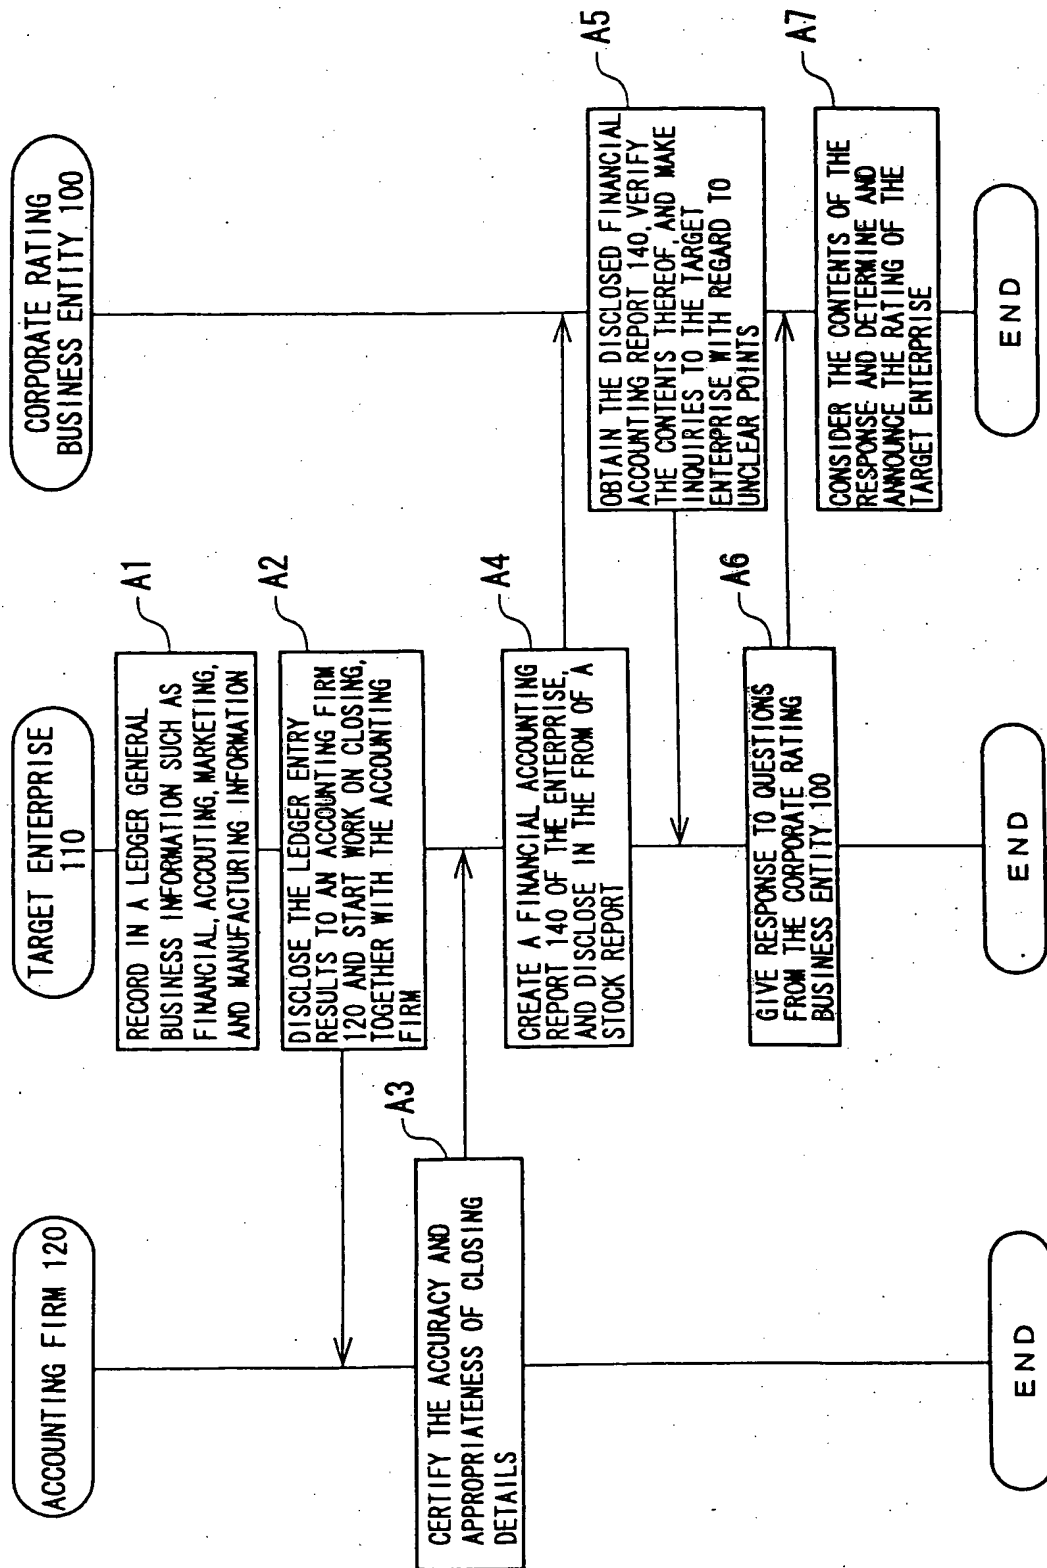 ACCOUNTING FIRM 120
TARGET ENTERPRISE
110
CORPORATE RATING
BUSINESS ENTITY 100
A1
RECORD IN A LEDGER GENERAL
BUSINESS INFORMATION SUCH AS
FINANCIAL, ACCOUTING, MARKETING,
AND MANUFACTURING INFORMATION
A2
DISCLOSE THE LEDGER ENTRY
RESULTS TO AN ACCOUNTING FIRM
120 AND START WORK ON CLOSING,
TOGETHER WITH THE ACCOUNTING
FIRM
A3
CERTIFY THE ACCURACY AND
APPROPRIATENESS OF CLOSING
DETAILS
A4
CREATE A FINANCIAL ACCOUNTING
REPORT 140 OF THE ENTERPRISE,
AND DISCLOSE IN THE FROM OF A
STOCK REPORT
A5
OBTAIN THE DISCLOSED FINANCIAL
ACCOUNTING REPORT 140, VERIFY
THE CONTENTS THEREOF, AND MAKE
INQUIRIES TO THE TARGET
ENTERPRISE WITH REGARD TO
UNCLEAR POINTS
A6
GIVE RESPONSE TO QUESTIONS
FROM THE CORPORATE RATING
BUSINESS ENTITY 100
A7
CONSIDER THE CONTENTS OF THE
RESPONSE AND DETERMINE AND
ANNOUNCE THE RATING OF THE
TARGET ENTERPRISE
END
END
END